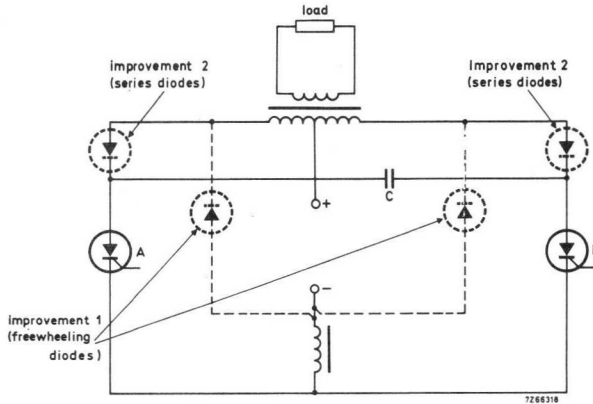 load
improvement 2
(series diodes)
improvement 2
(series diodes)
+
C
A
−
improvement 1
(freewheeling
diodes)
7Z66318